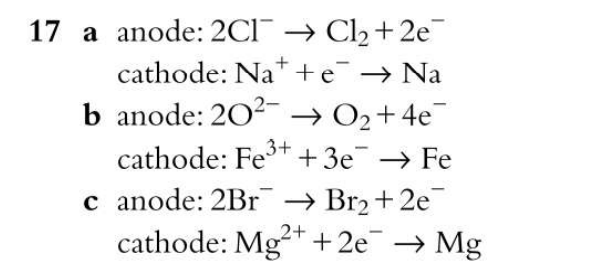 17 a anode: 2Cl⁻ → Cl₂ + 2e⁻
cathode: Na⁺ + e⁻ → Na
b anode: 2O²⁻ → O₂ + 4e⁻
cathode: Fe³⁺ + 3e⁻ → Fe
c anode: 2Br⁻ → Br₂ + 2e⁻
cathode: Mg²⁺ + 2e⁻ → Mg